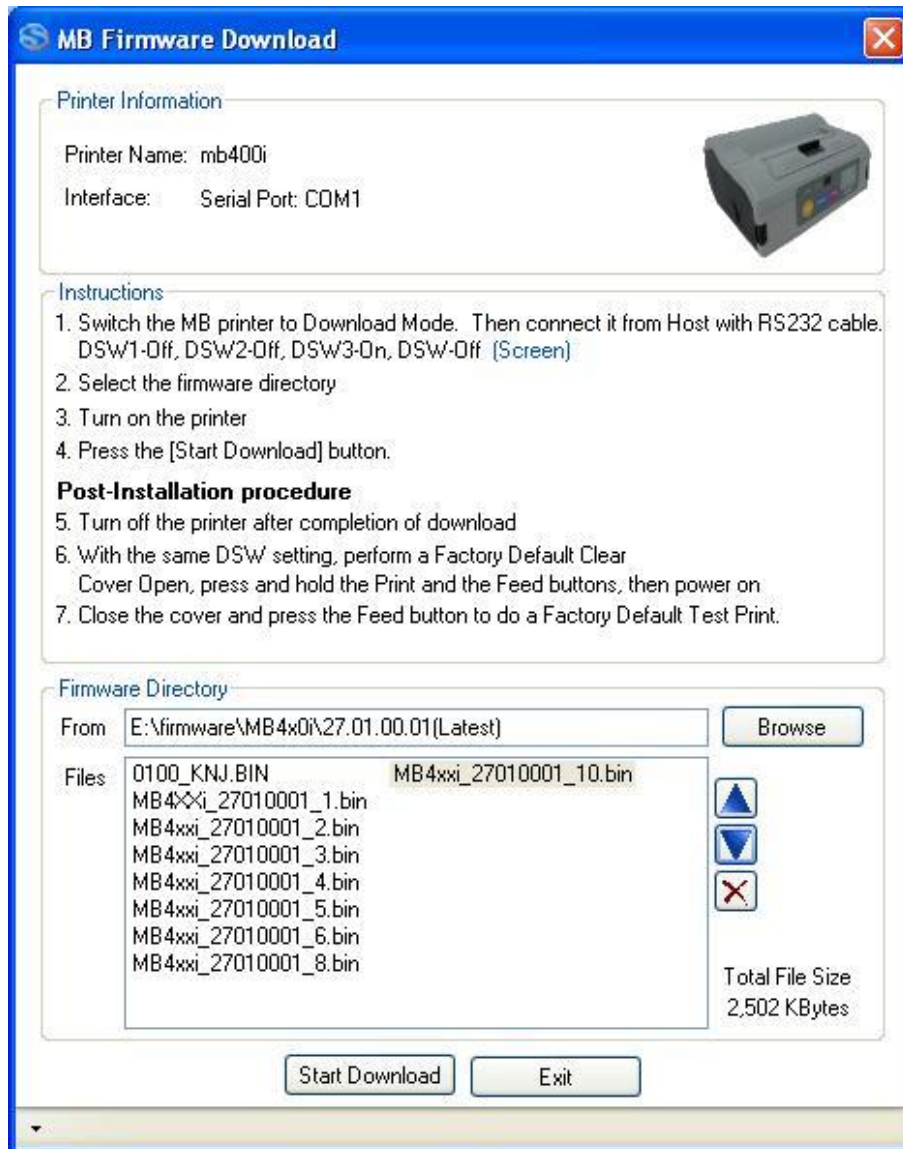 MB Firmware Download
Printer Information
Printer Name: mb400i
Interface: Serial Port: COM1
Instructions
1. Switch the MB printer to Download Mode. Then connect it from Host with RS232 cable.
DSW1-Off, DSW2-Off, DSW3-On, DSW-Off (Screen)
2. Select the firmware directory
3. Turn on the printer
4. Press the [Start Download] button.
Post-Installation procedure
5. Turn off the printer after completion of download
6. With the same DSW setting, perform a Factory Default Clear
Cover Open, press and hold the Print and the Feed buttons, then power on
7. Close the cover and press the Feed button to do a Factory Default Test Print.
Firmware Directory
From E:\firmware\MB4x0i\27.01.00.01(Latest) Browse
Files 0100_KNJ.BIN MB4xxi_27010001_10.bin
MB4XXi_27010001_1.bin
MB4xxi_27010001_2.bin
MB4xxi_27010001_3.bin
MB4xxi_27010001_4.bin
MB4xxi_27010001_5.bin
MB4xxi_27010001_6.bin
MB4xxi_27010001_8.bin
Total File Size
2,502 KBytes
Start Download Exit